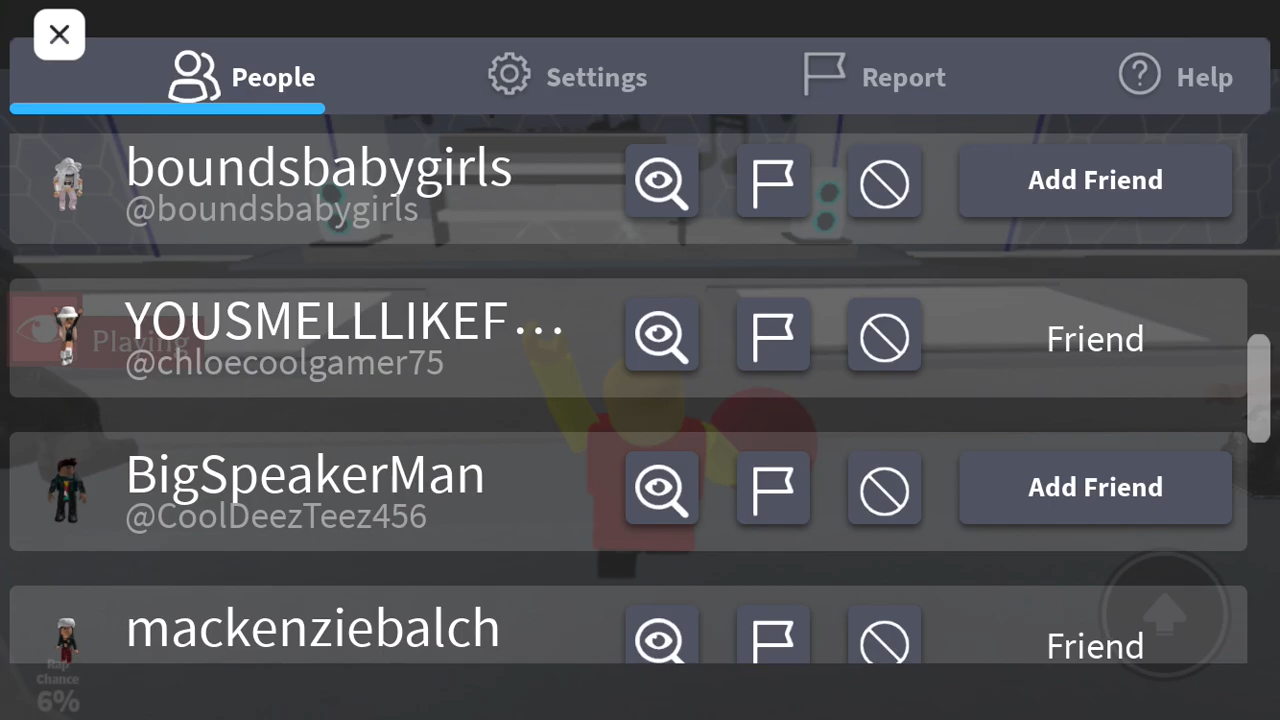 People
Settings
Report
Help
boundsbabygirls
@boundsbabygirls
Add Friend
YOUSMELLLIKEF...
@chloecoolgamer75
Friend
Playing
BigSpeakerMan
@CoolDeezTeez456
Add Friend
mackenziebalch
Friend
Rap
Chance
6%